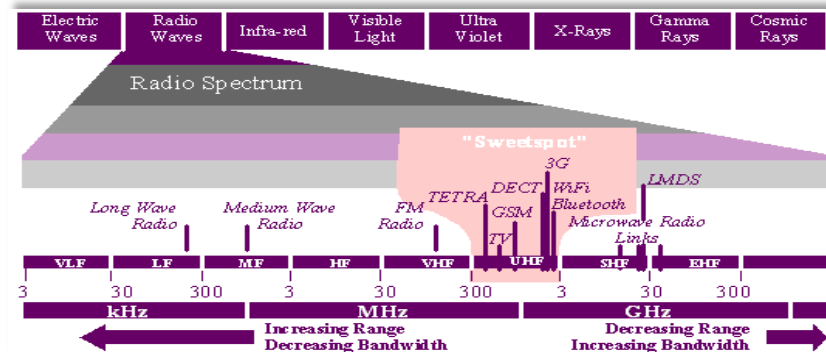 Electric Waves
Radio Waves
Infra-red
Visible Light
Ultra Violet
X-Rays
Gamma Rays
Cosmic Rays
Radio Spectrum
"Sweetspot"
3G
DECT
WiFi
LMDS
TETRA
GSM
Bluetooth
Long Wave Radio
Medium Wave Radio
FM Radio
TV
Microwave Radio Links
VLF
LF
MF
HF
VHF
UHF
SHF
EHF
3
30
300
3
30
300
3
30
300
kHz
MHz
GHz
Increasing Range
Decreasing Bandwidth
Decreasing Range
Increasing Bandwidth